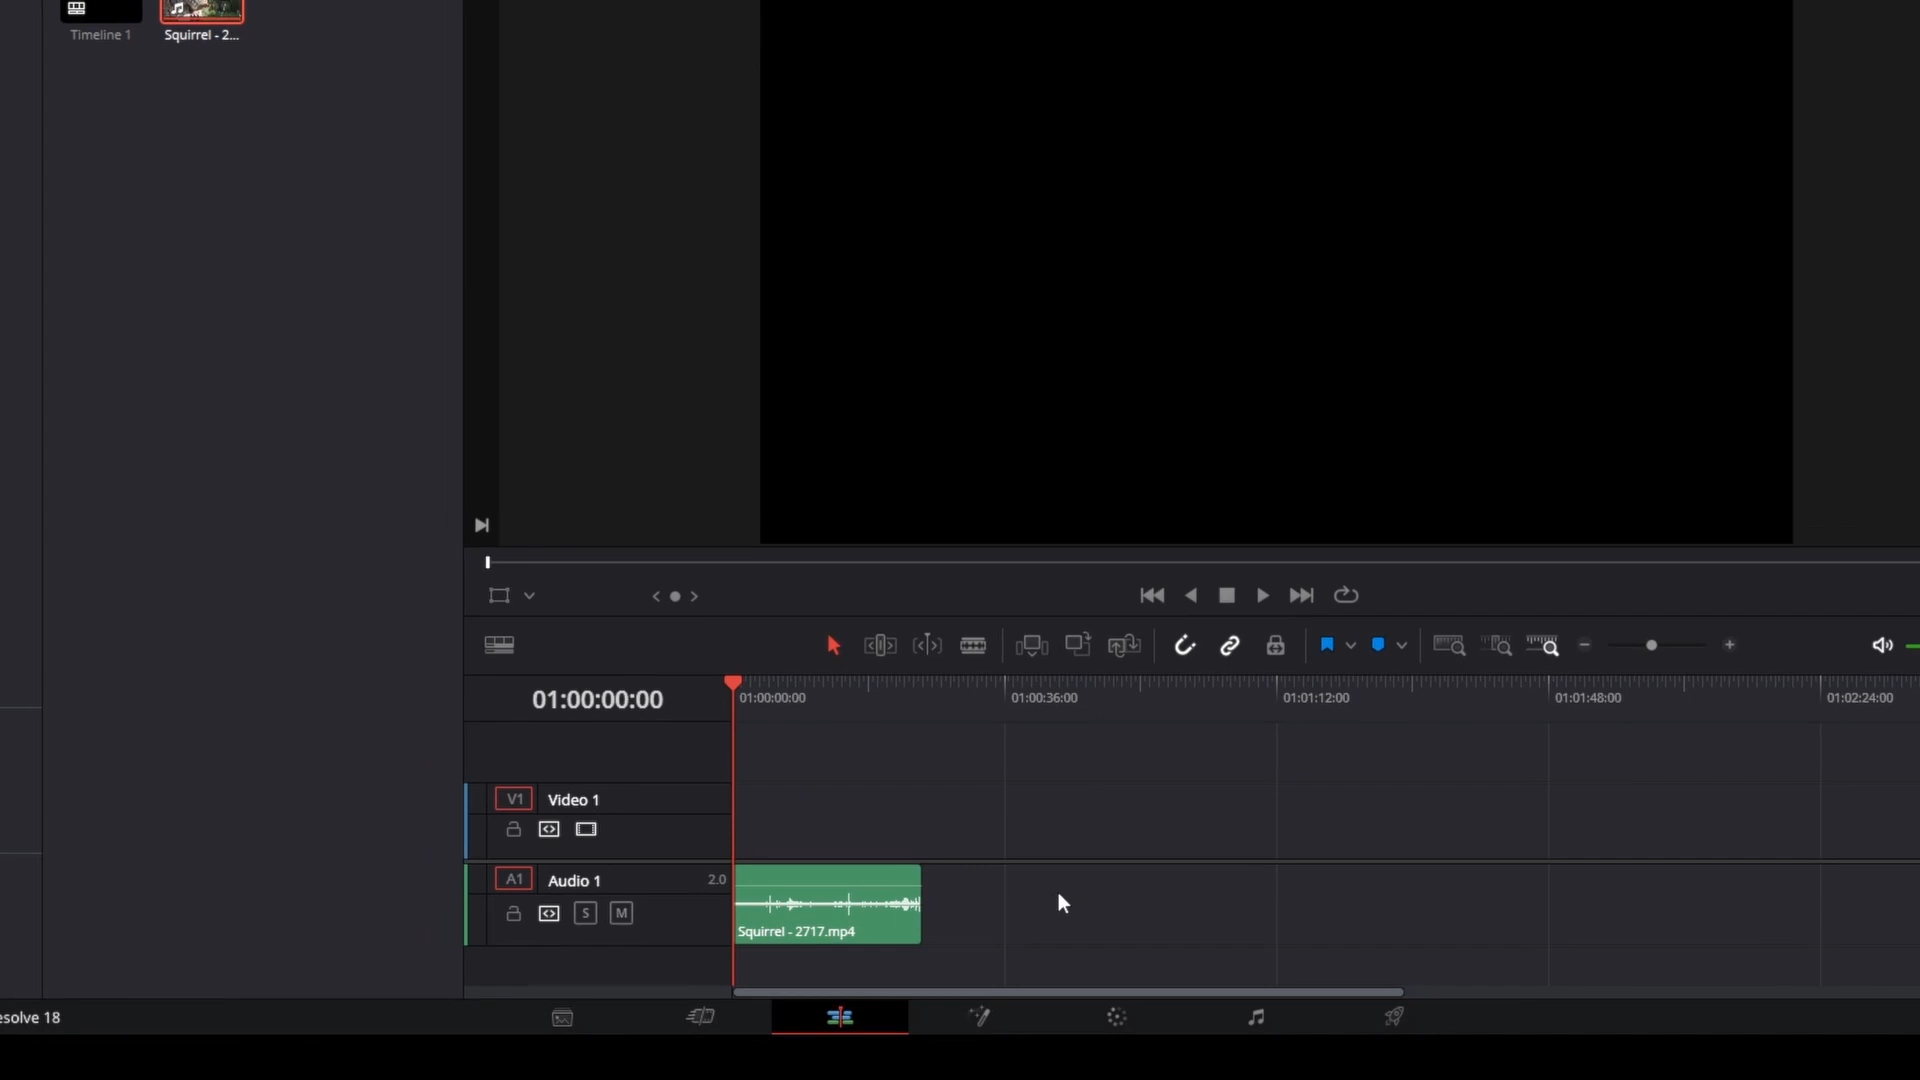 Timeline 1
Squirrel - 2...
01:00:00:00
01:00:00:00
01:00:36:00
01:01:12:00
01:01:48:00
01:02:24:00
V1
Video 1
A1
Audio 1
2.0
S
M
Squirrel - 2717.mp4
esolve 18